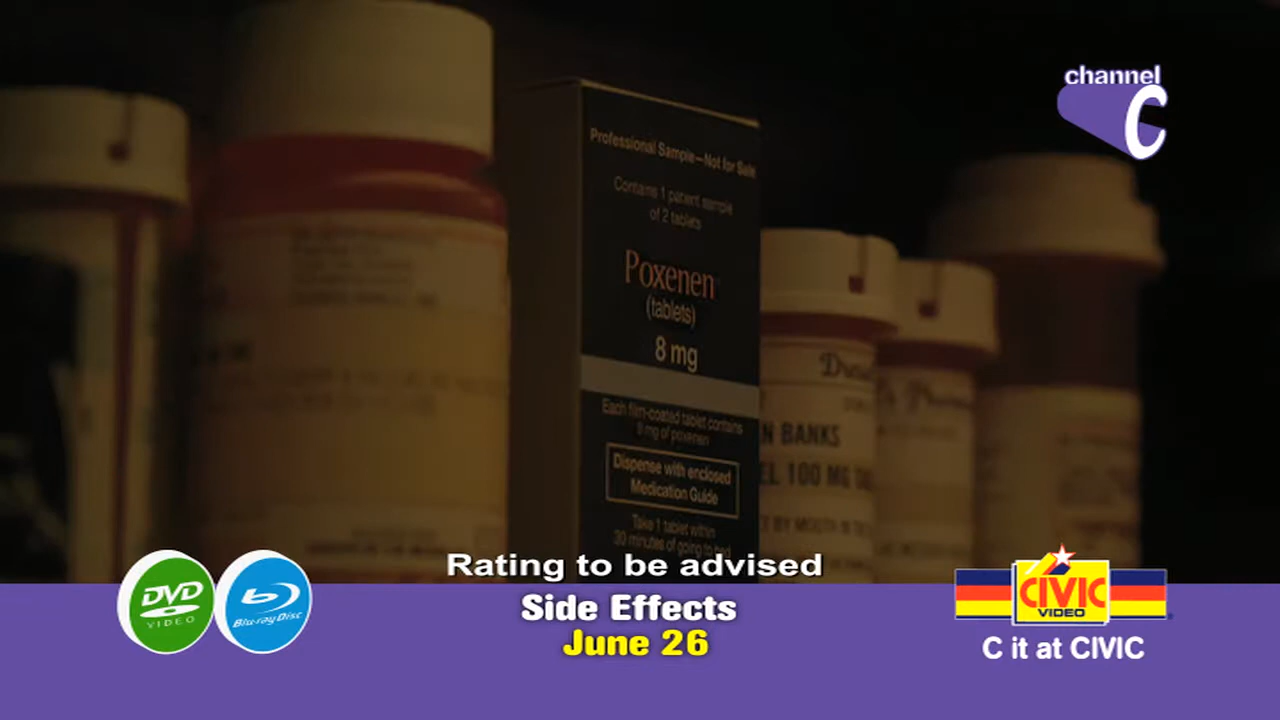 channel
C
Professional Sample—Not for Sale
Contains 1 patient sample
of 2 tablets
Poxenen
(tablets)
8 mg
Each film-coated tablet contains
8 mg of poxenen
Dispense with enclosed
Medication Guide
Take 1 tablet within
30 minutes of going to bed
N BANKS
EL 100 MG
BY MOUTH
Rating to be advised
Side Effects
June 26
DVD
VIDEO
Blu-ray Disc
CIVIC
VIDEO
C it at CIVIC